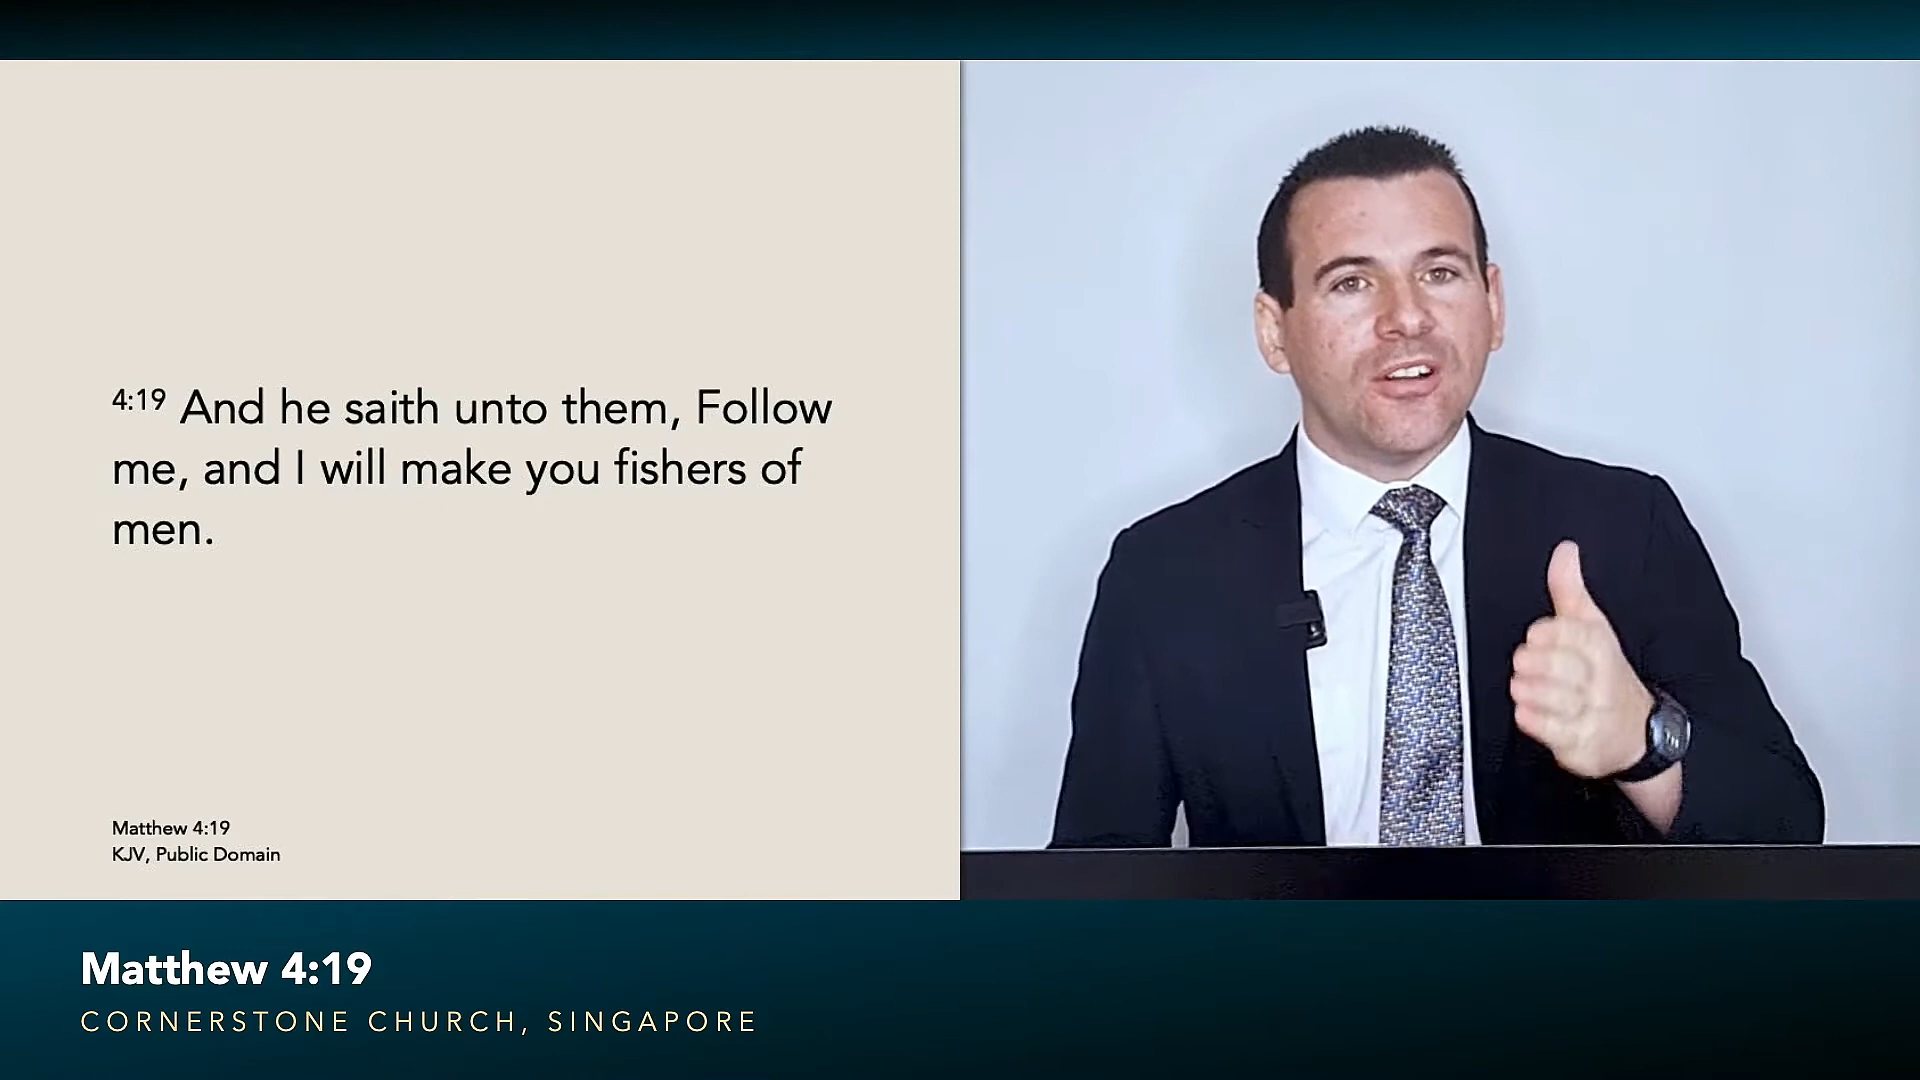 4:19 And he saith unto them, Follow
me, and I will make you fishers of
men.
Matthew 4:19
KJV, Public Domain
Matthew 4:19
CORNERSTONE CHURCH, SINGAPORE